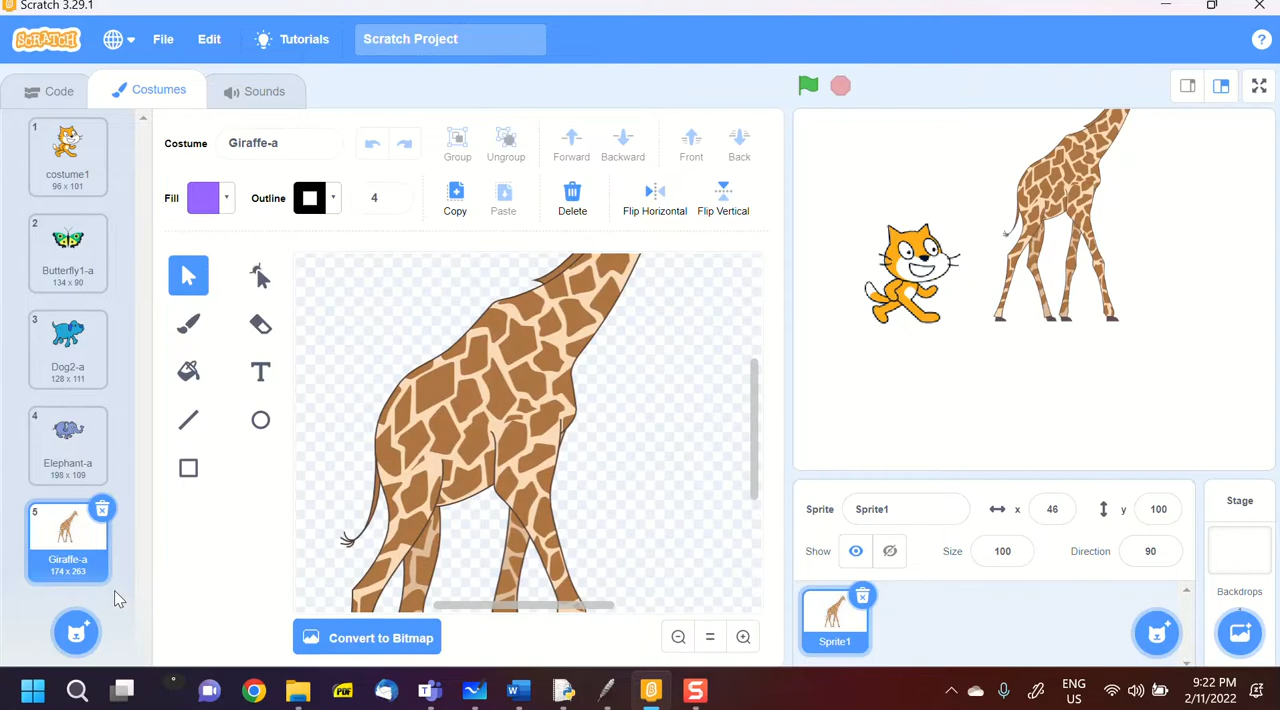 Scratch 3.29.1
SCRATCH File Edit Tutorials Scratch Project ?
Code Costumes Sounds
1
costume1
96 x 101
2
Butterfly1-a
134 x 90
3
Dog2-a
128 x 111
4
Elephant-a
198 x 109
5
Giraffe-a
174 x 263
Costume Giraffe-a Group Ungroup Forward Backward Front Back
Fill Outline 4 Copy Paste Delete Flip Horizontal Flip Vertical
T
Convert to Bitmap
Sprite Sprite1 x 46 y 100
Show Size 100 Direction 90
Sprite1
Stage
Backdrops
PDF
ENG
US
9:22 PM
2/11/2022